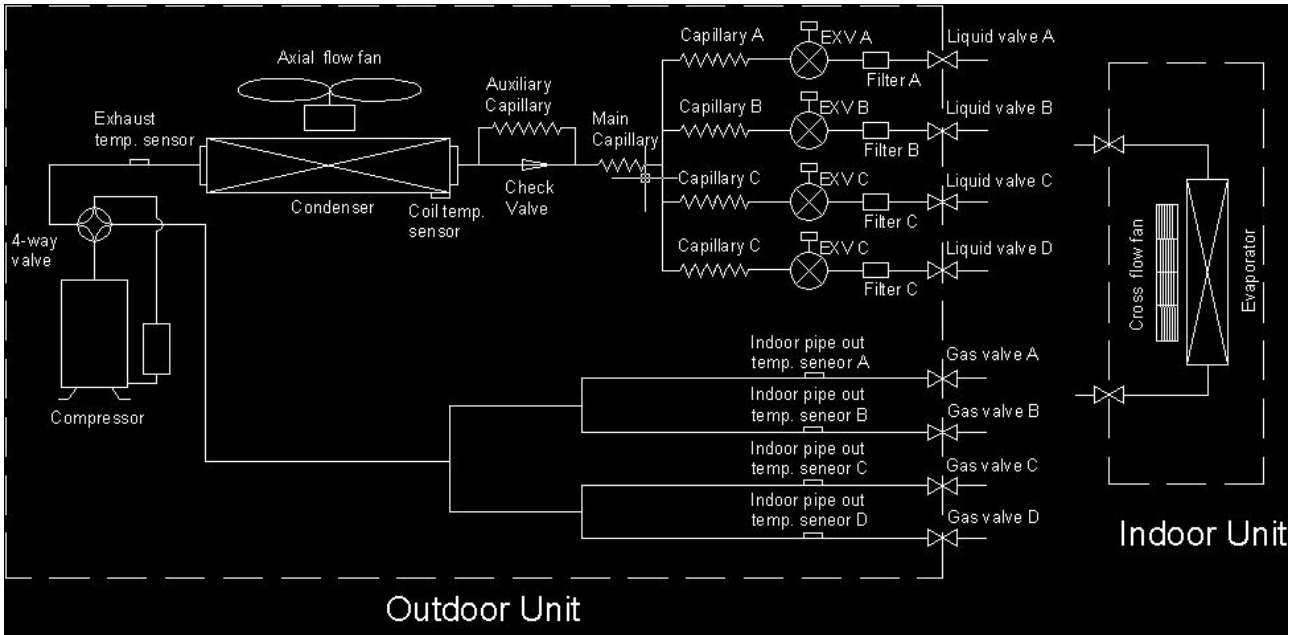 Axial flow fan
Exhaust
temp. sensor
Auxiliary
Capillary
Main
Capillary
Condenser
Coil temp.
sensor
Check
Valve
4-way
valve
Compressor
Capillary A
EXV A
Filter A
Liquid valve A
Capillary B
EXV B
Filter B
Liquid valve B
Capillary C
EXV C
Filter C
Liquid valve C
Capillary C
EXV C
Filter C
Liquid valve D
Indoor pipe out
temp. seneor A
Gas valve A
Indoor pipe out
temp. seneor B
Gas valve B
Indoor pipe out
temp. seneor C
Gas valve C
Indoor pipe out
temp. seneor D
Gas valve D
Outdoor Unit
Cross flow fan
Evaporator
Indoor Unit